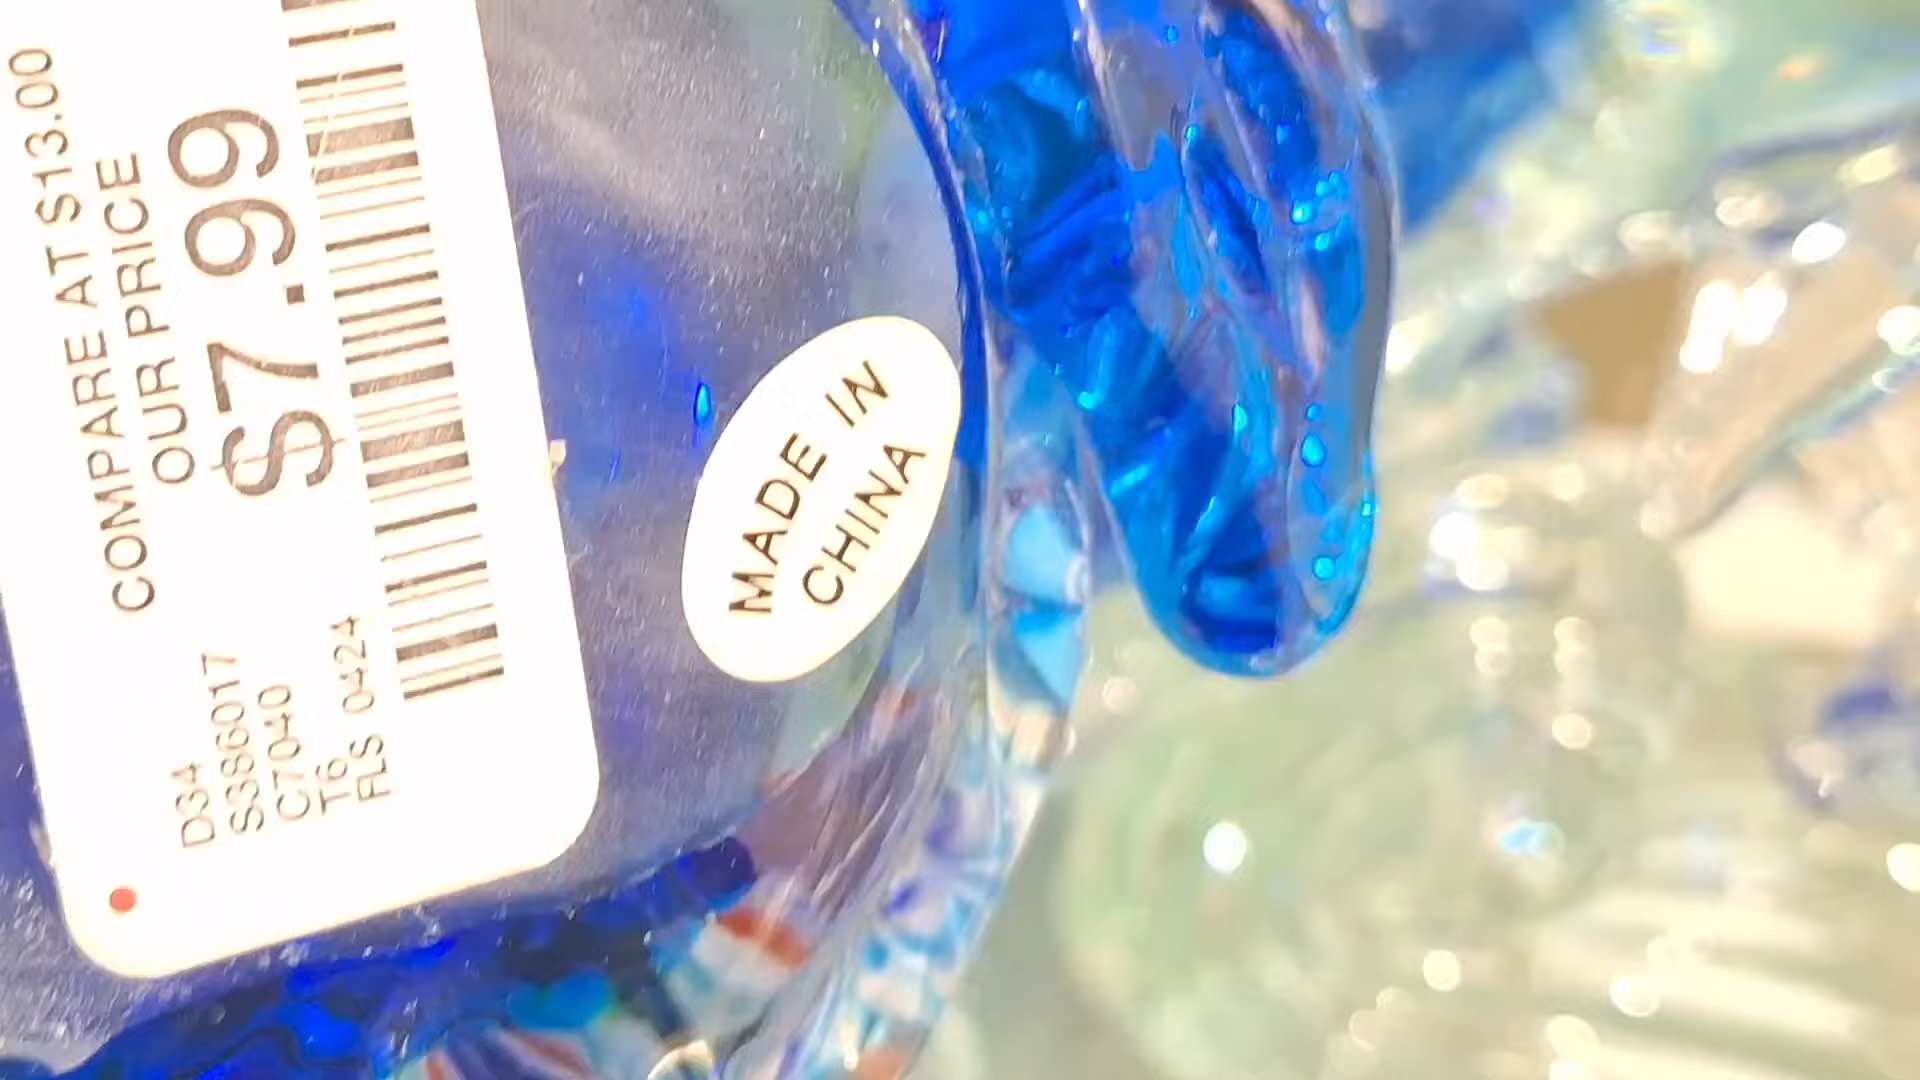 COMPARE AT $13.00
OUR PRICE
$7.99
D34
S386017
C7040
T6
FLS 0424
MADE IN
CHINA